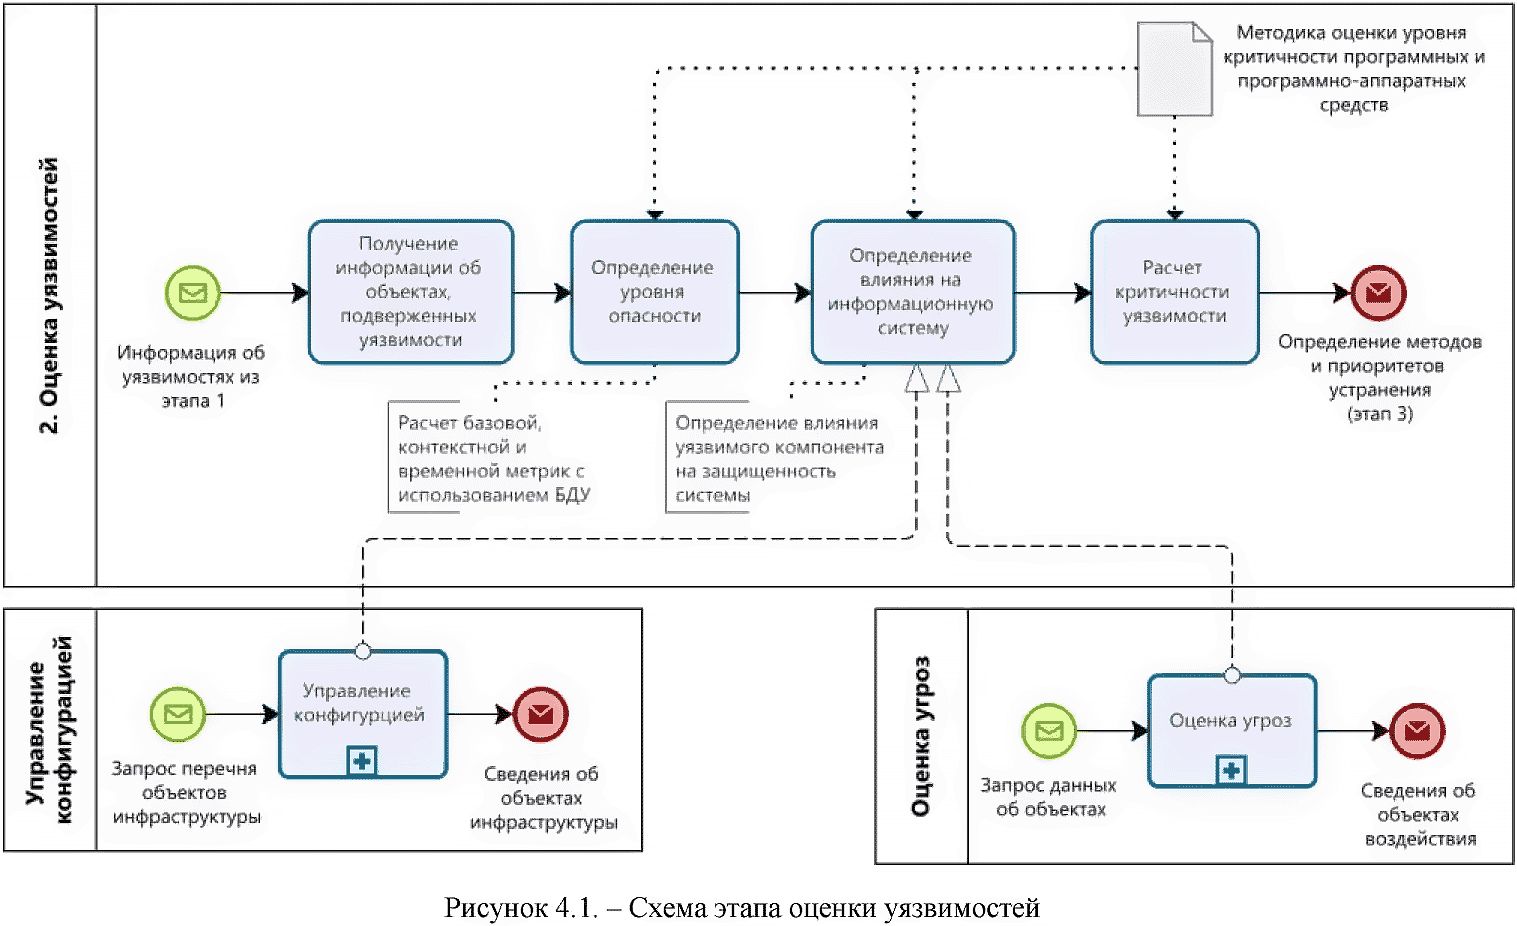 2. Оценка уязвимостей
Методика оценки уровня
критичности программных и
программно-аппаратных
средств
Информация об
уязвимостях из
этапа 1
Получение
информации об
объектах,
подверженных
уязвимости
Определение
уровня
опасности
Определение
влияния на
информационную
систему
Расчет
критичности
уязвимости
Определение методов
и приоритетов
устранения
(этап 3)
Расчет базовой,
контекстной и
временной метрик с
использованием БДУ
Определение влияния
уязвимого компонента
на защищенность
системы
Управление
конфигурацией
Запрос перечня
объектов
инфраструктуры
Управление
конфигурцией
Сведения об
объектах
инфраструктуры
Оценка угроз
Запрос данных
об объектах
Оценка угроз
Сведения об
объектах
воздействия
Рисунок 4.1. – Схема этапа оценки уязвимостей